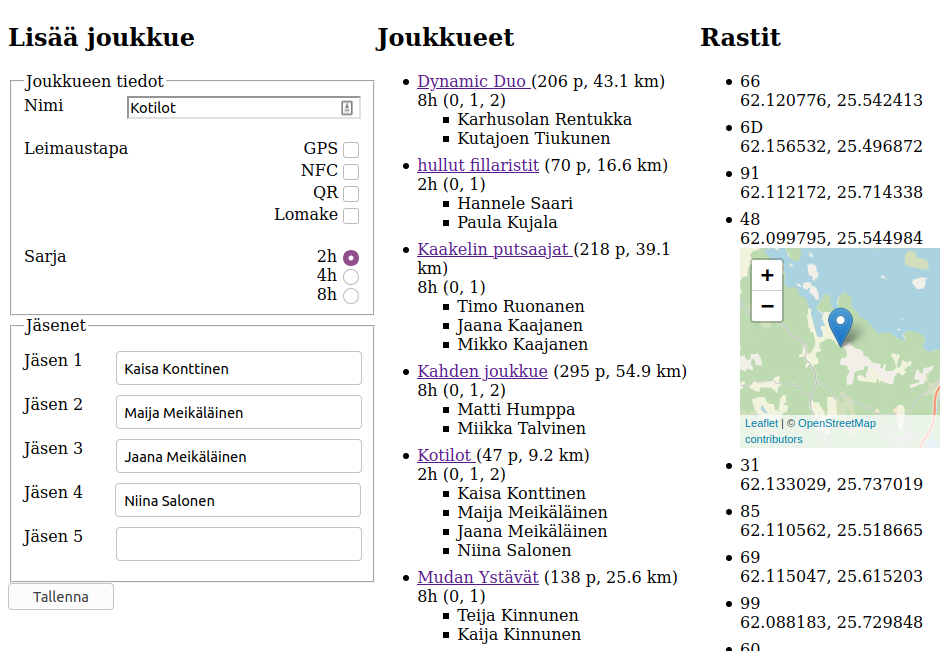 Lisää joukkue
Joukkueen tiedot
Nimi
Kotilot
Leimaustapa
GPS
NFC
QR
Lomake
Sarja
2h
4h
8h
Jäsenet
Jäsen 1
Kaisa Konttinen
Jäsen 2
Maija Meikäläinen
Jäsen 3
Jaana Meikäläinen
Jäsen 4
Niina Salonen
Jäsen 5
Tallenna
Joukkueet
Dynamic Duo (206 p, 43.1 km)
8h (0, 1, 2)
Karhusolan Rentukka
Kutajoen Tiukunen
hullut fillaristit (70 p, 16.6 km)
2h (0, 1)
Hannele Saari
Paula Kujala
Kaakelin putsaajat (218 p, 39.1
km)
8h (0, 1)
Timo Ruonanen
Jaana Kaajanen
Mikko Kaajanen
Kahden joukkue (295 p, 54.9 km)
8h (0, 1, 2)
Matti Humppa
Miikka Talvinen
Kotilot (47 p, 9.2 km)
2h (0, 1, 2)
Kaisa Konttinen
Maija Meikäläinen
Jaana Meikäläinen
Niina Salonen
Mudan Ystävät (138 p, 25.6 km)
8h (0, 1)
Teija Kinnunen
Kaija Kinnunen
Rastit
66
62.120776, 25.542413
6D
62.156532, 25.496872
91
62.112172, 25.714338
48
62.099795, 25.544984
+
−
Leaflet | © OpenStreetMap
contributors
31
62.133029, 25.737019
85
62.110562, 25.518665
69
62.115047, 25.615203
99
62.088183, 25.729848
60